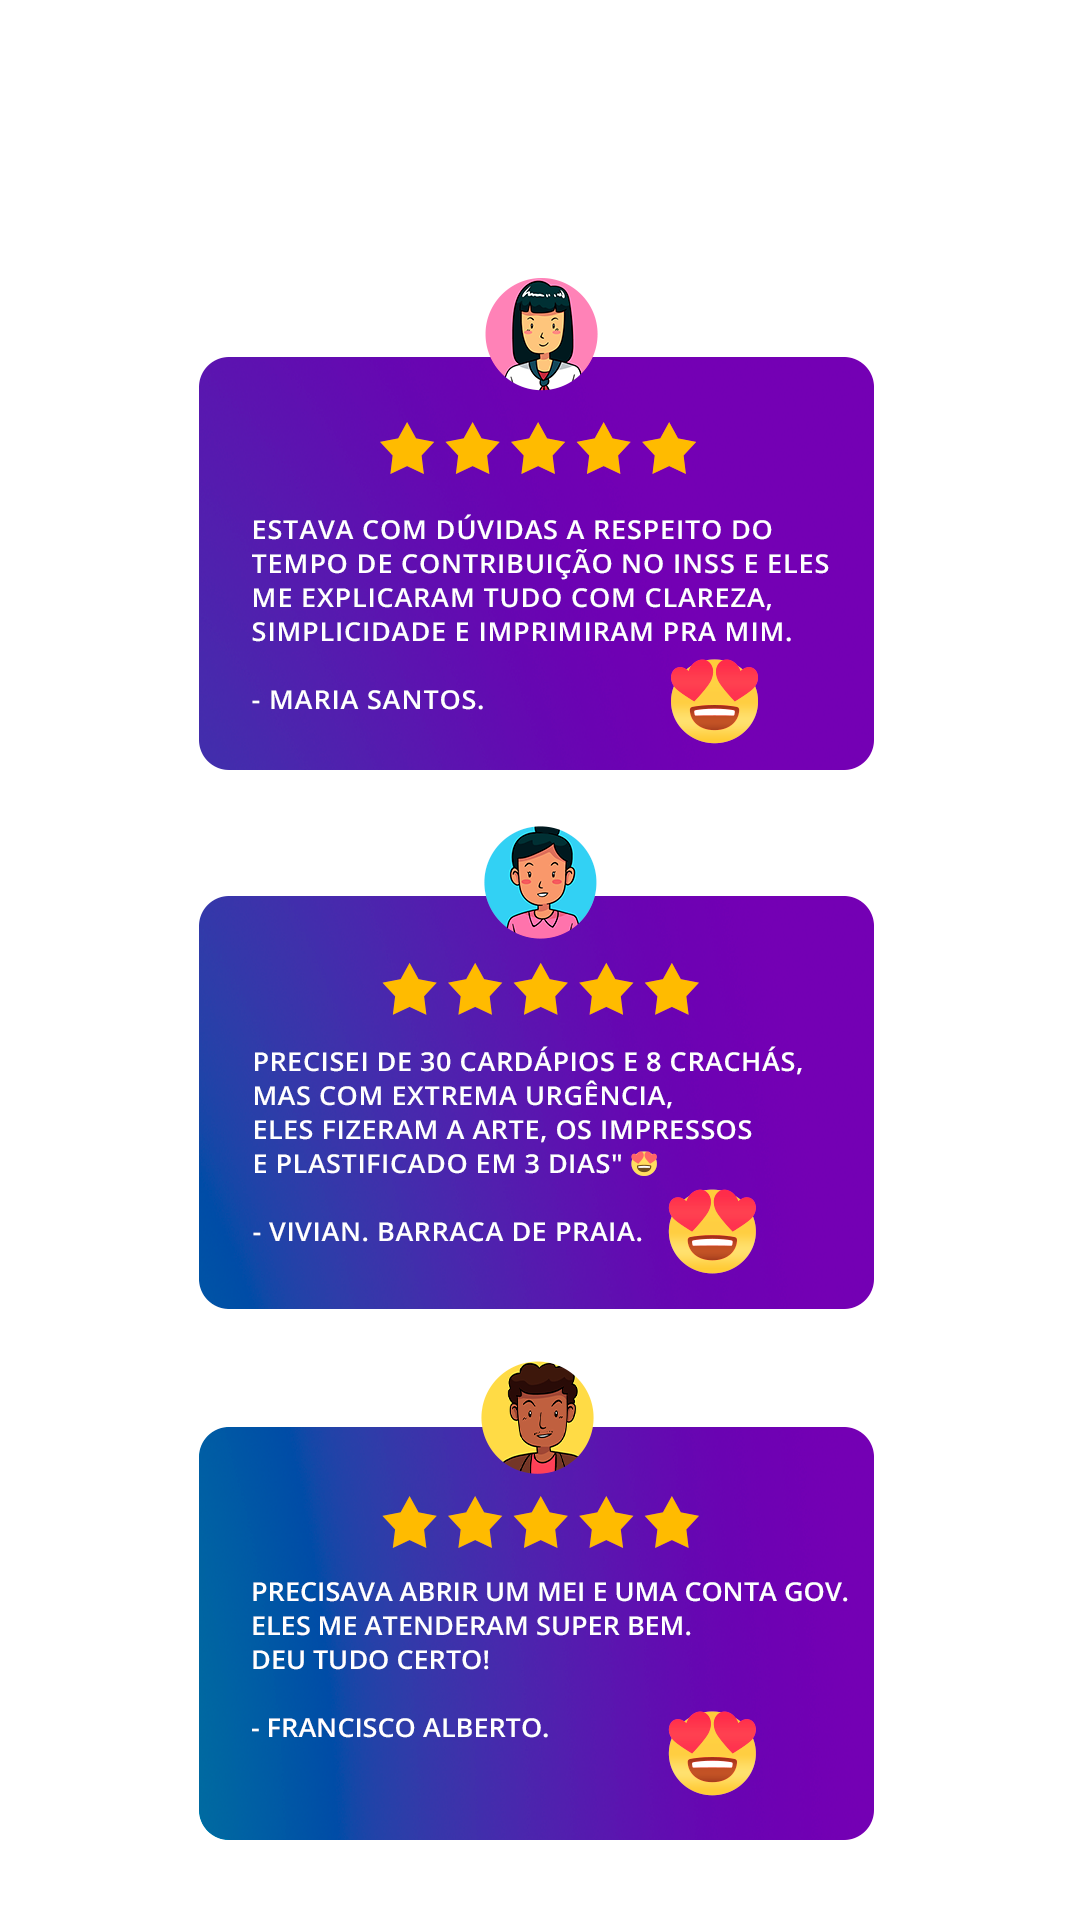 ESTAVA COM DÚVIDAS A RESPEITO DO
TEMPO DE CONTRIBUIÇÃO NO INSS E ELES
ME EXPLICARAM TUDO COM CLAREZA,
SIMPLICIDADE E IMPRIMIRAM PRA MIM.
- MARIA SANTOS.
PRECISEI DE 30 CARDÁPIOS E 8 CRACHÁS,
MAS COM EXTREMA URGÊNCIA,
ELES FIZERAM A ARTE, OS IMPRESSOS
E PLASTIFICADO EM 3 DIAS" 😍
- VIVIAN. BARRACA DE PRAIA.
PRECISAVA ABRIR UM MEI E UMA CONTA GOV.
ELES ME ATENDERAM SUPER BEM.
DEU TUDO CERTO!
- FRANCISCO ALBERTO.